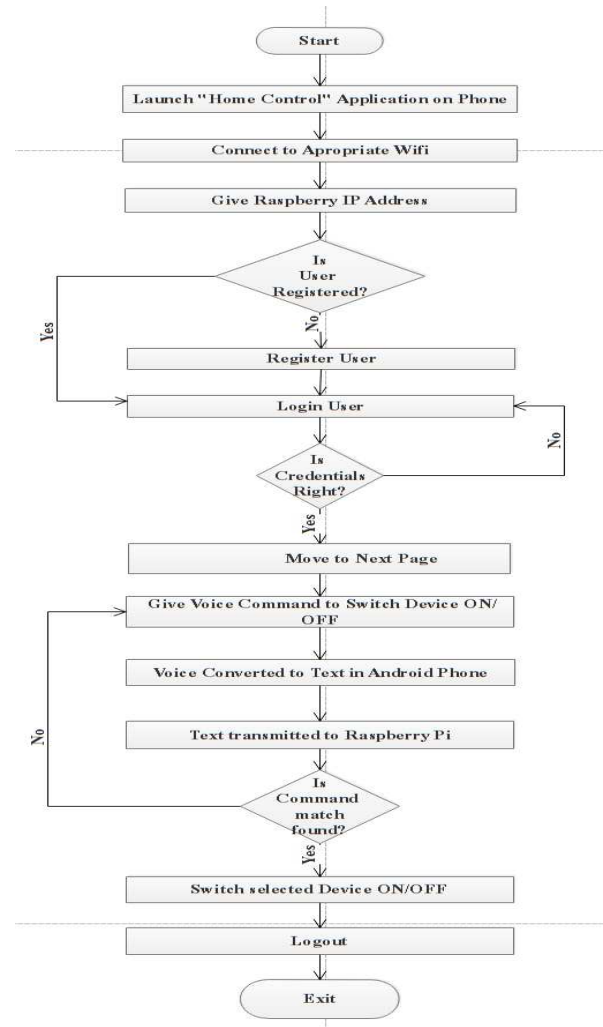 Start
Launch "Home Control" Application on Phone
Connect to Apropriate Wifi
Give Raspberry IP Address
Is
User
Registered?
Yes
No
Register User
Login User
No
Is
Credentials
Right?
Yes
Move to Next Page
Give Voice Command to Switch Device ON/
OFF
Voice Converted to Text in Android Phone
Text transmitted to Raspberry Pi
No
Is
Command
match
found?
Yes
Switch selected Device ON/OFF
Logout
Exit